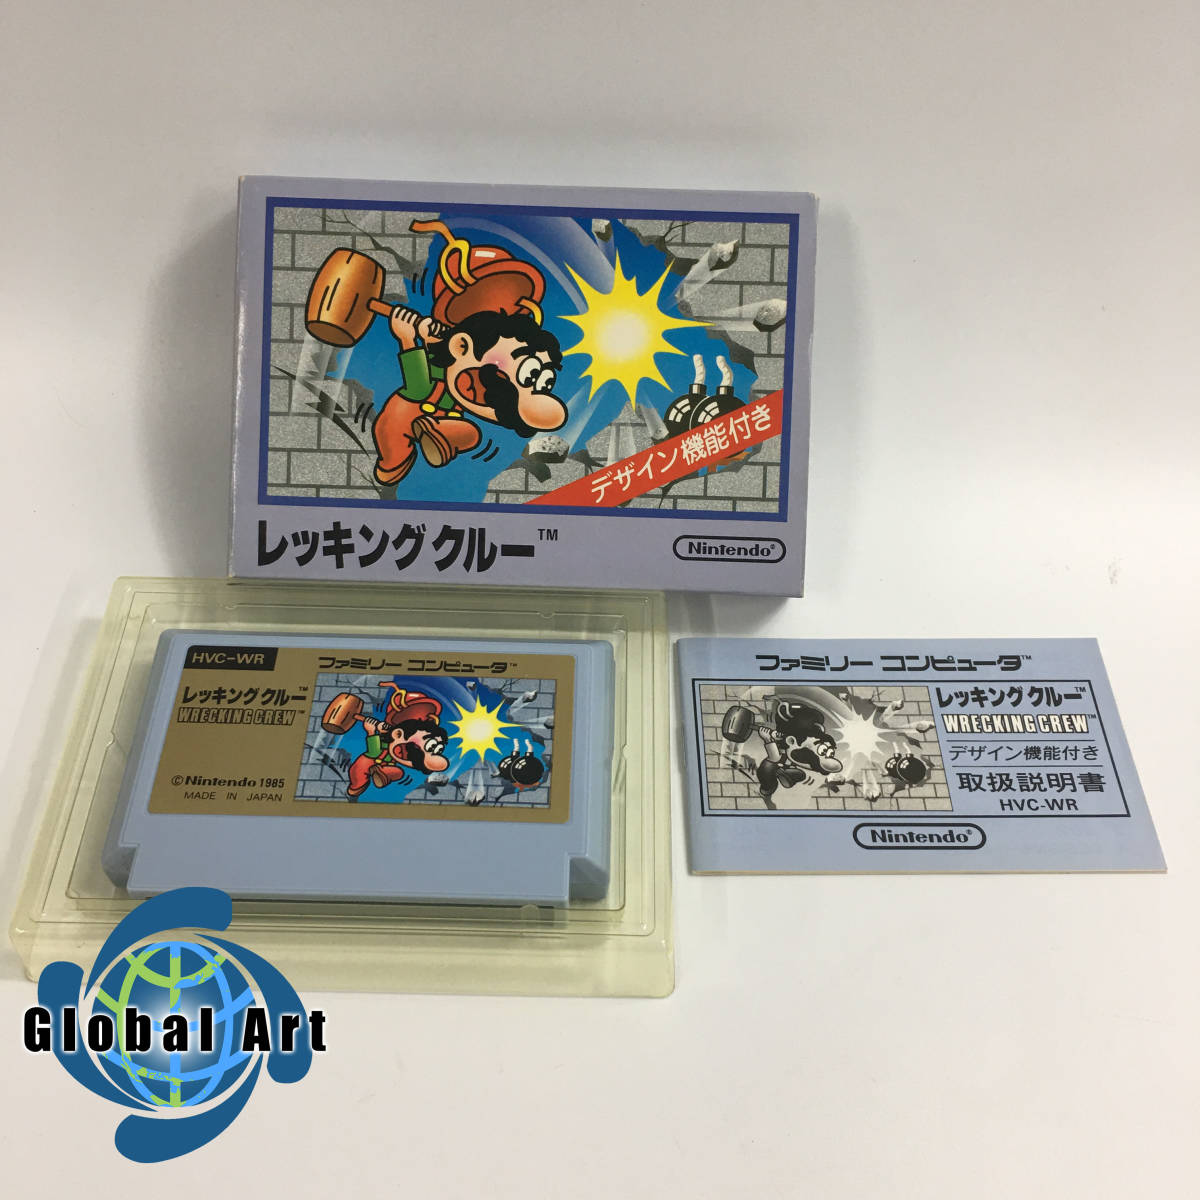 デザイン機能付き
レッキングクルー™
Nintendo®
HVC-WR
ファミリー コンピュータ™
レッキングクルー™
WRECKING CREW™
©Nintendo 1985
MADE IN JAPAN
ファミリー コンピュータ™
レッキングクルー™
WRECKING CREW™
デザイン機能付き
取扱説明書
HVC-WR
Nintendo®
Global Art